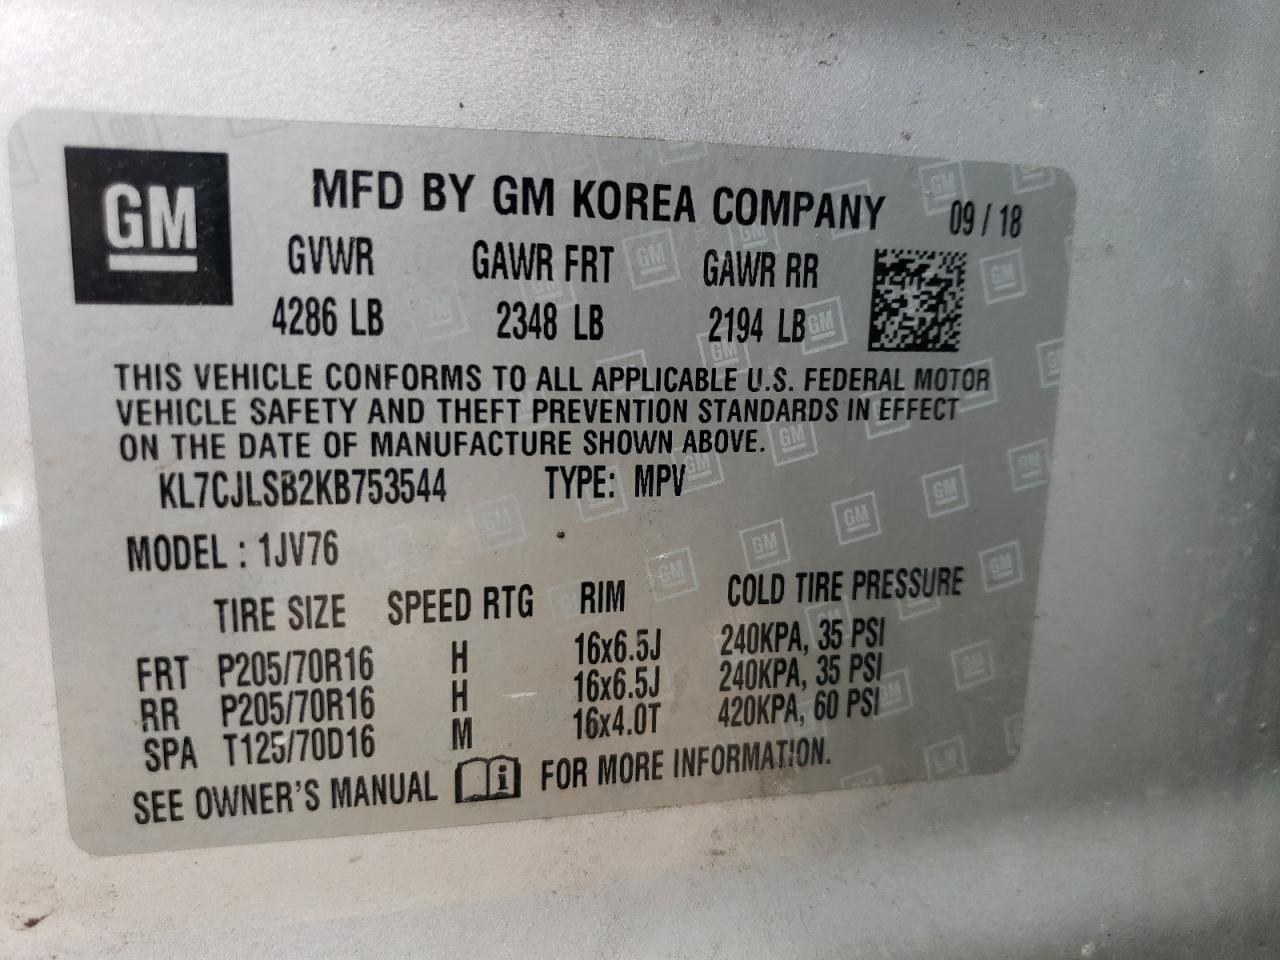 GM
MFD BY GM KOREA COMPANY 09 / 18
GVWR GAWR FRT GAWR RR
4286 LB 2348 LB 2194 LB
THIS VEHICLE CONFORMS TO ALL APPLICABLE U.S. FEDERAL MOTOR
VEHICLE SAFETY AND THEFT PREVENTION STANDARDS IN EFFECT
ON THE DATE OF MANUFACTURE SHOWN ABOVE.
KL7CJLSB2KB753544 TYPE: MPV
MODEL : 1JV76
TIRE SIZE SPEED RTG RIM COLD TIRE PRESSURE
FRT P205/70R16 H 16x6.5J 240KPA, 35 PSI
RR P205/70R16 H 16x6.5J 240KPA, 35 PSI
SPA T125/70D16 M 16x4.0T 420KPA, 60 PSI
SEE OWNER'S MANUAL i FOR MORE INFORMATION.